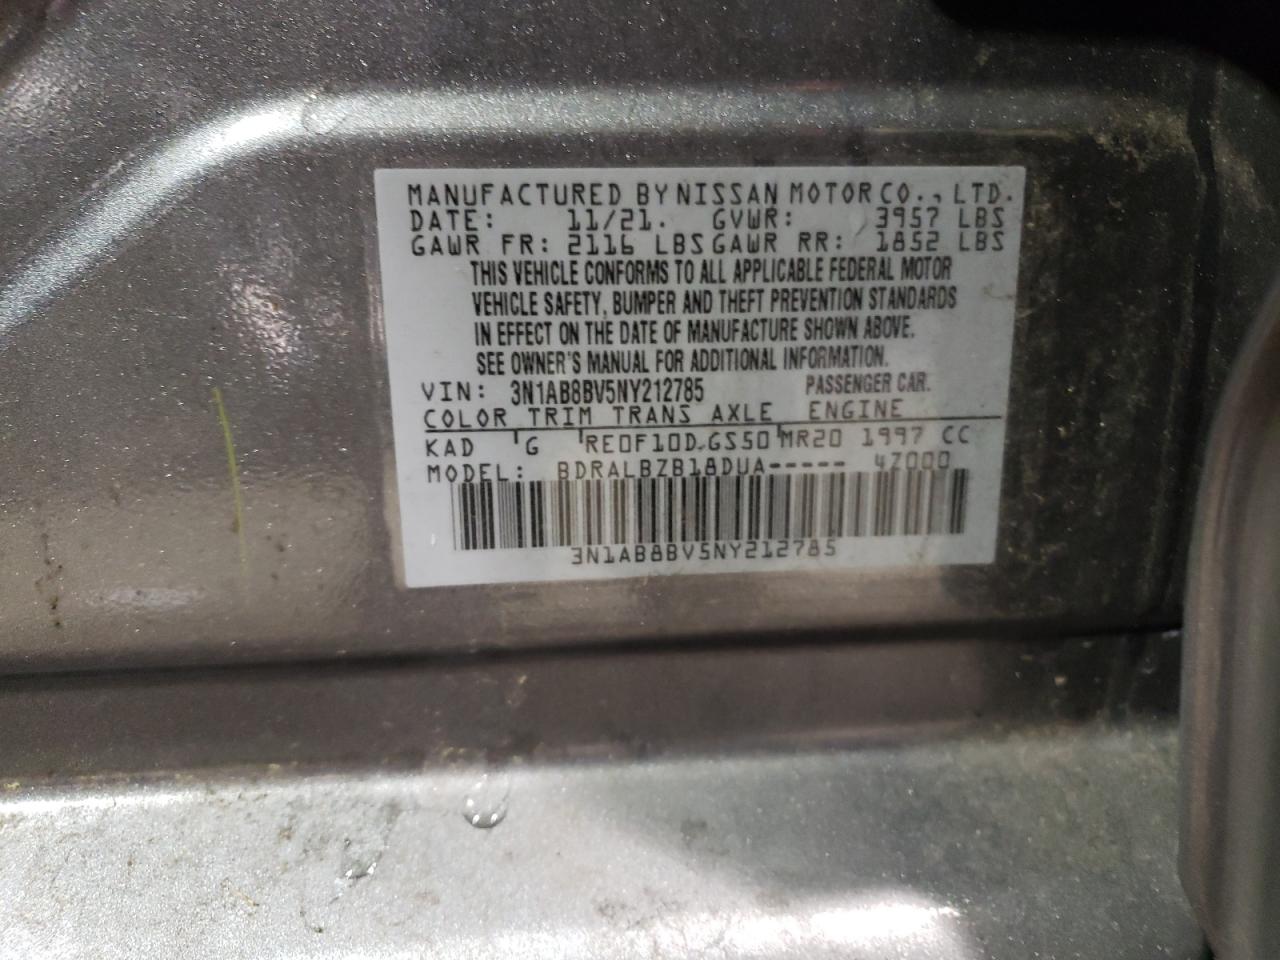 MANUFACTURED BY NISSAN MOTOR CO., LTD.
DATE: 11/21. GVWR: 3957 LBS
GAWR FR: 2116 LBS GAWR RR: 1852 LBS
THIS VEHICLE CONFORMS TO ALL APPLICABLE FEDERAL MOTOR
VEHICLE SAFETY, BUMPER AND THEFT PREVENTION STANDARDS
IN EFFECT ON THE DATE OF MANUFACTURE SHOWN ABOVE.
SEE OWNER'S MANUAL FOR ADDITIONAL INFORMATION.
VIN: 3N1AB8BV5NY212785 PASSENGER CAR.
COLOR TRIM TRANS AXLE ENGINE
KAD G RE0F10D GS50 MR20 1997 CC
MODEL: BDRALBZB18DUA----- 4Z000
3N1AB8BV5NY212785